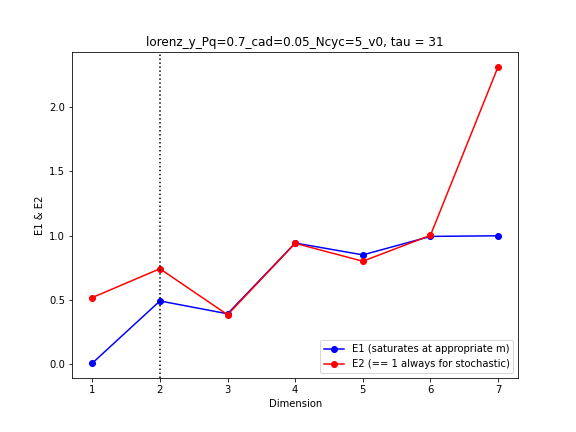 lorenz_y_Pq=0.7_cad=0.05_Ncyc=5_v0, tau = 31
E1 & E2
2.0
1.5
1.0
0.5
0.0
E1 (saturates at appropriate m)
E2 (== 1 always for stochastic)
1 2 3 4 5 6 7
Dimension